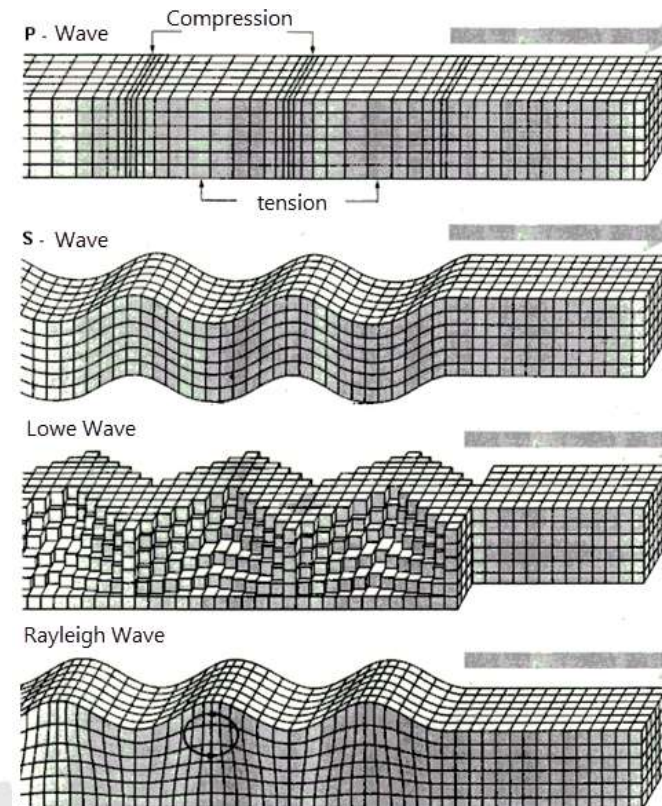 Compression
P - Wave
tension
S - Wave
Lowe Wave
Rayleigh Wave